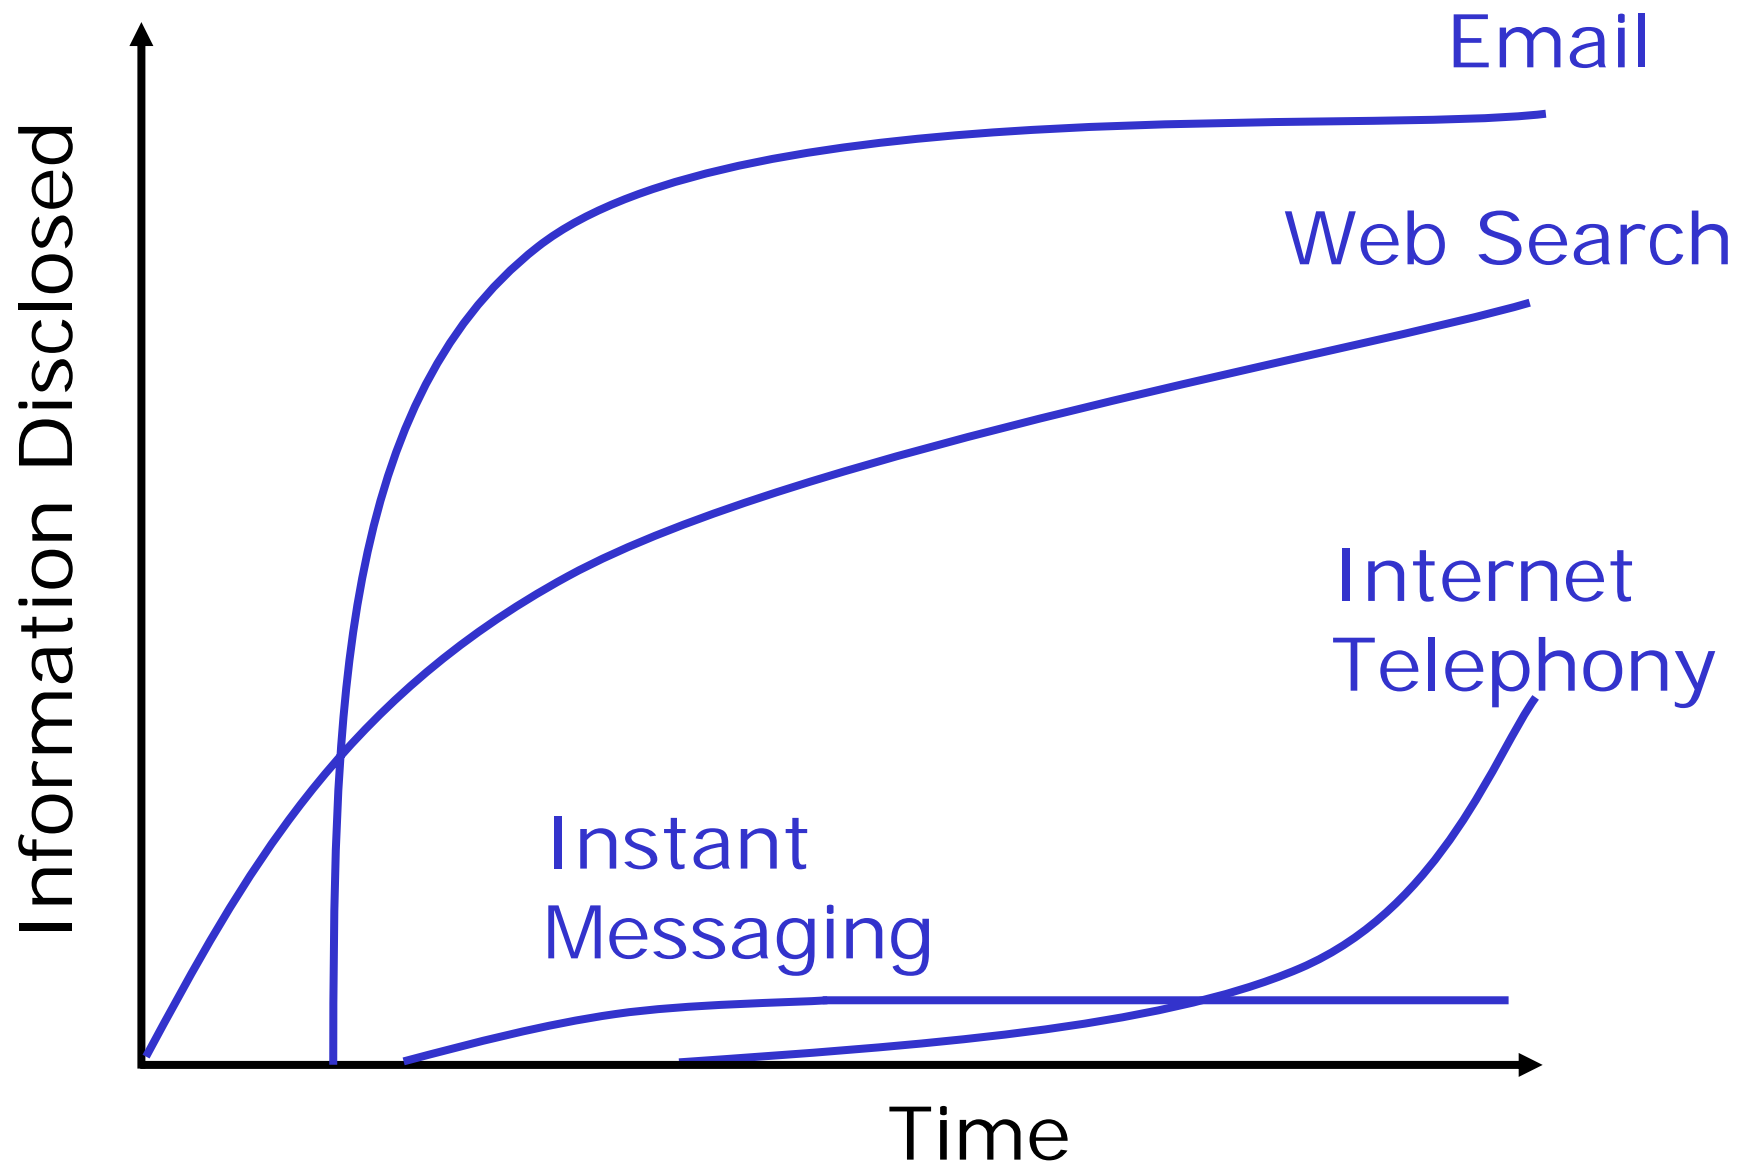 Email
Information Disclosed
Web Search
Internet
Telephony
Instant
Messaging
Time